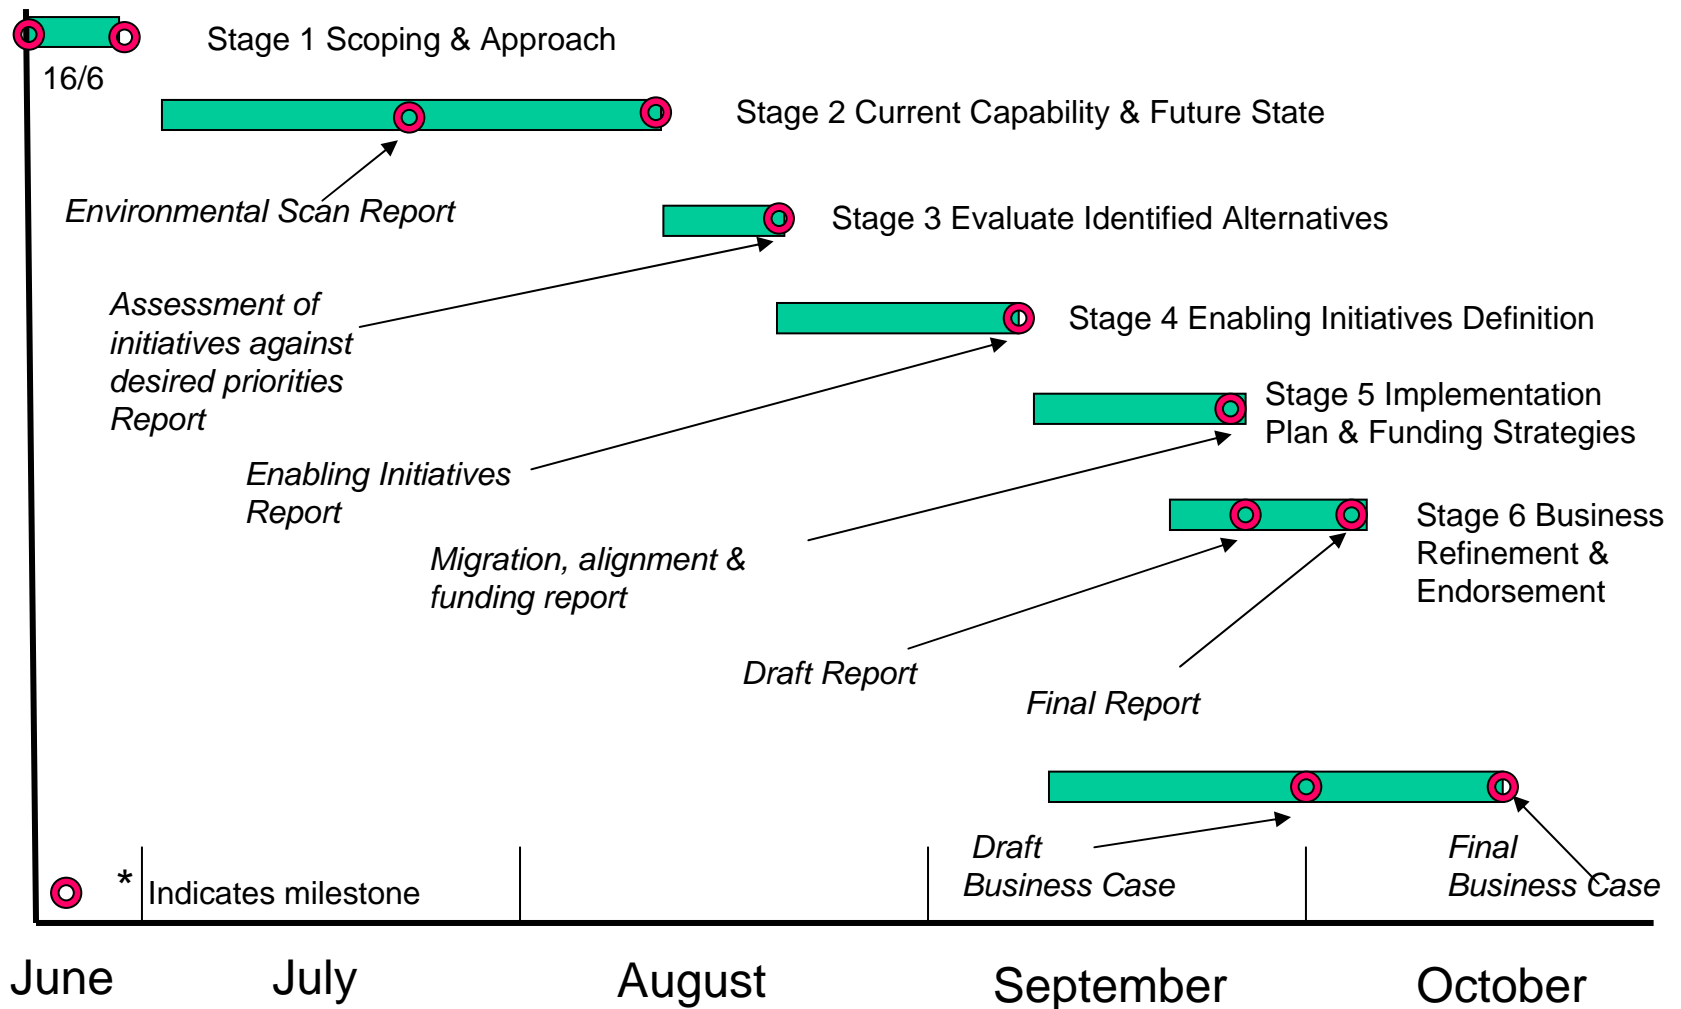 Stage 1 Scoping & Approach
16/6
Stage 2 Current Capability & Future State
Environmental Scan Report
Stage 3 Evaluate Identified Alternatives
Assessment of
initiatives against
desired priorities
Report
Stage 4 Enabling Initiatives Definition
Stage 5 Implementation
Plan & Funding Strategies
Enabling Initiatives
Report
Stage 6 Business
Refinement &
Endorsement
Migration, alignment &
funding report
Draft Report
Final Report
Draft
Business Case
Final
Business Case
* Indicates milestone
June July August September October